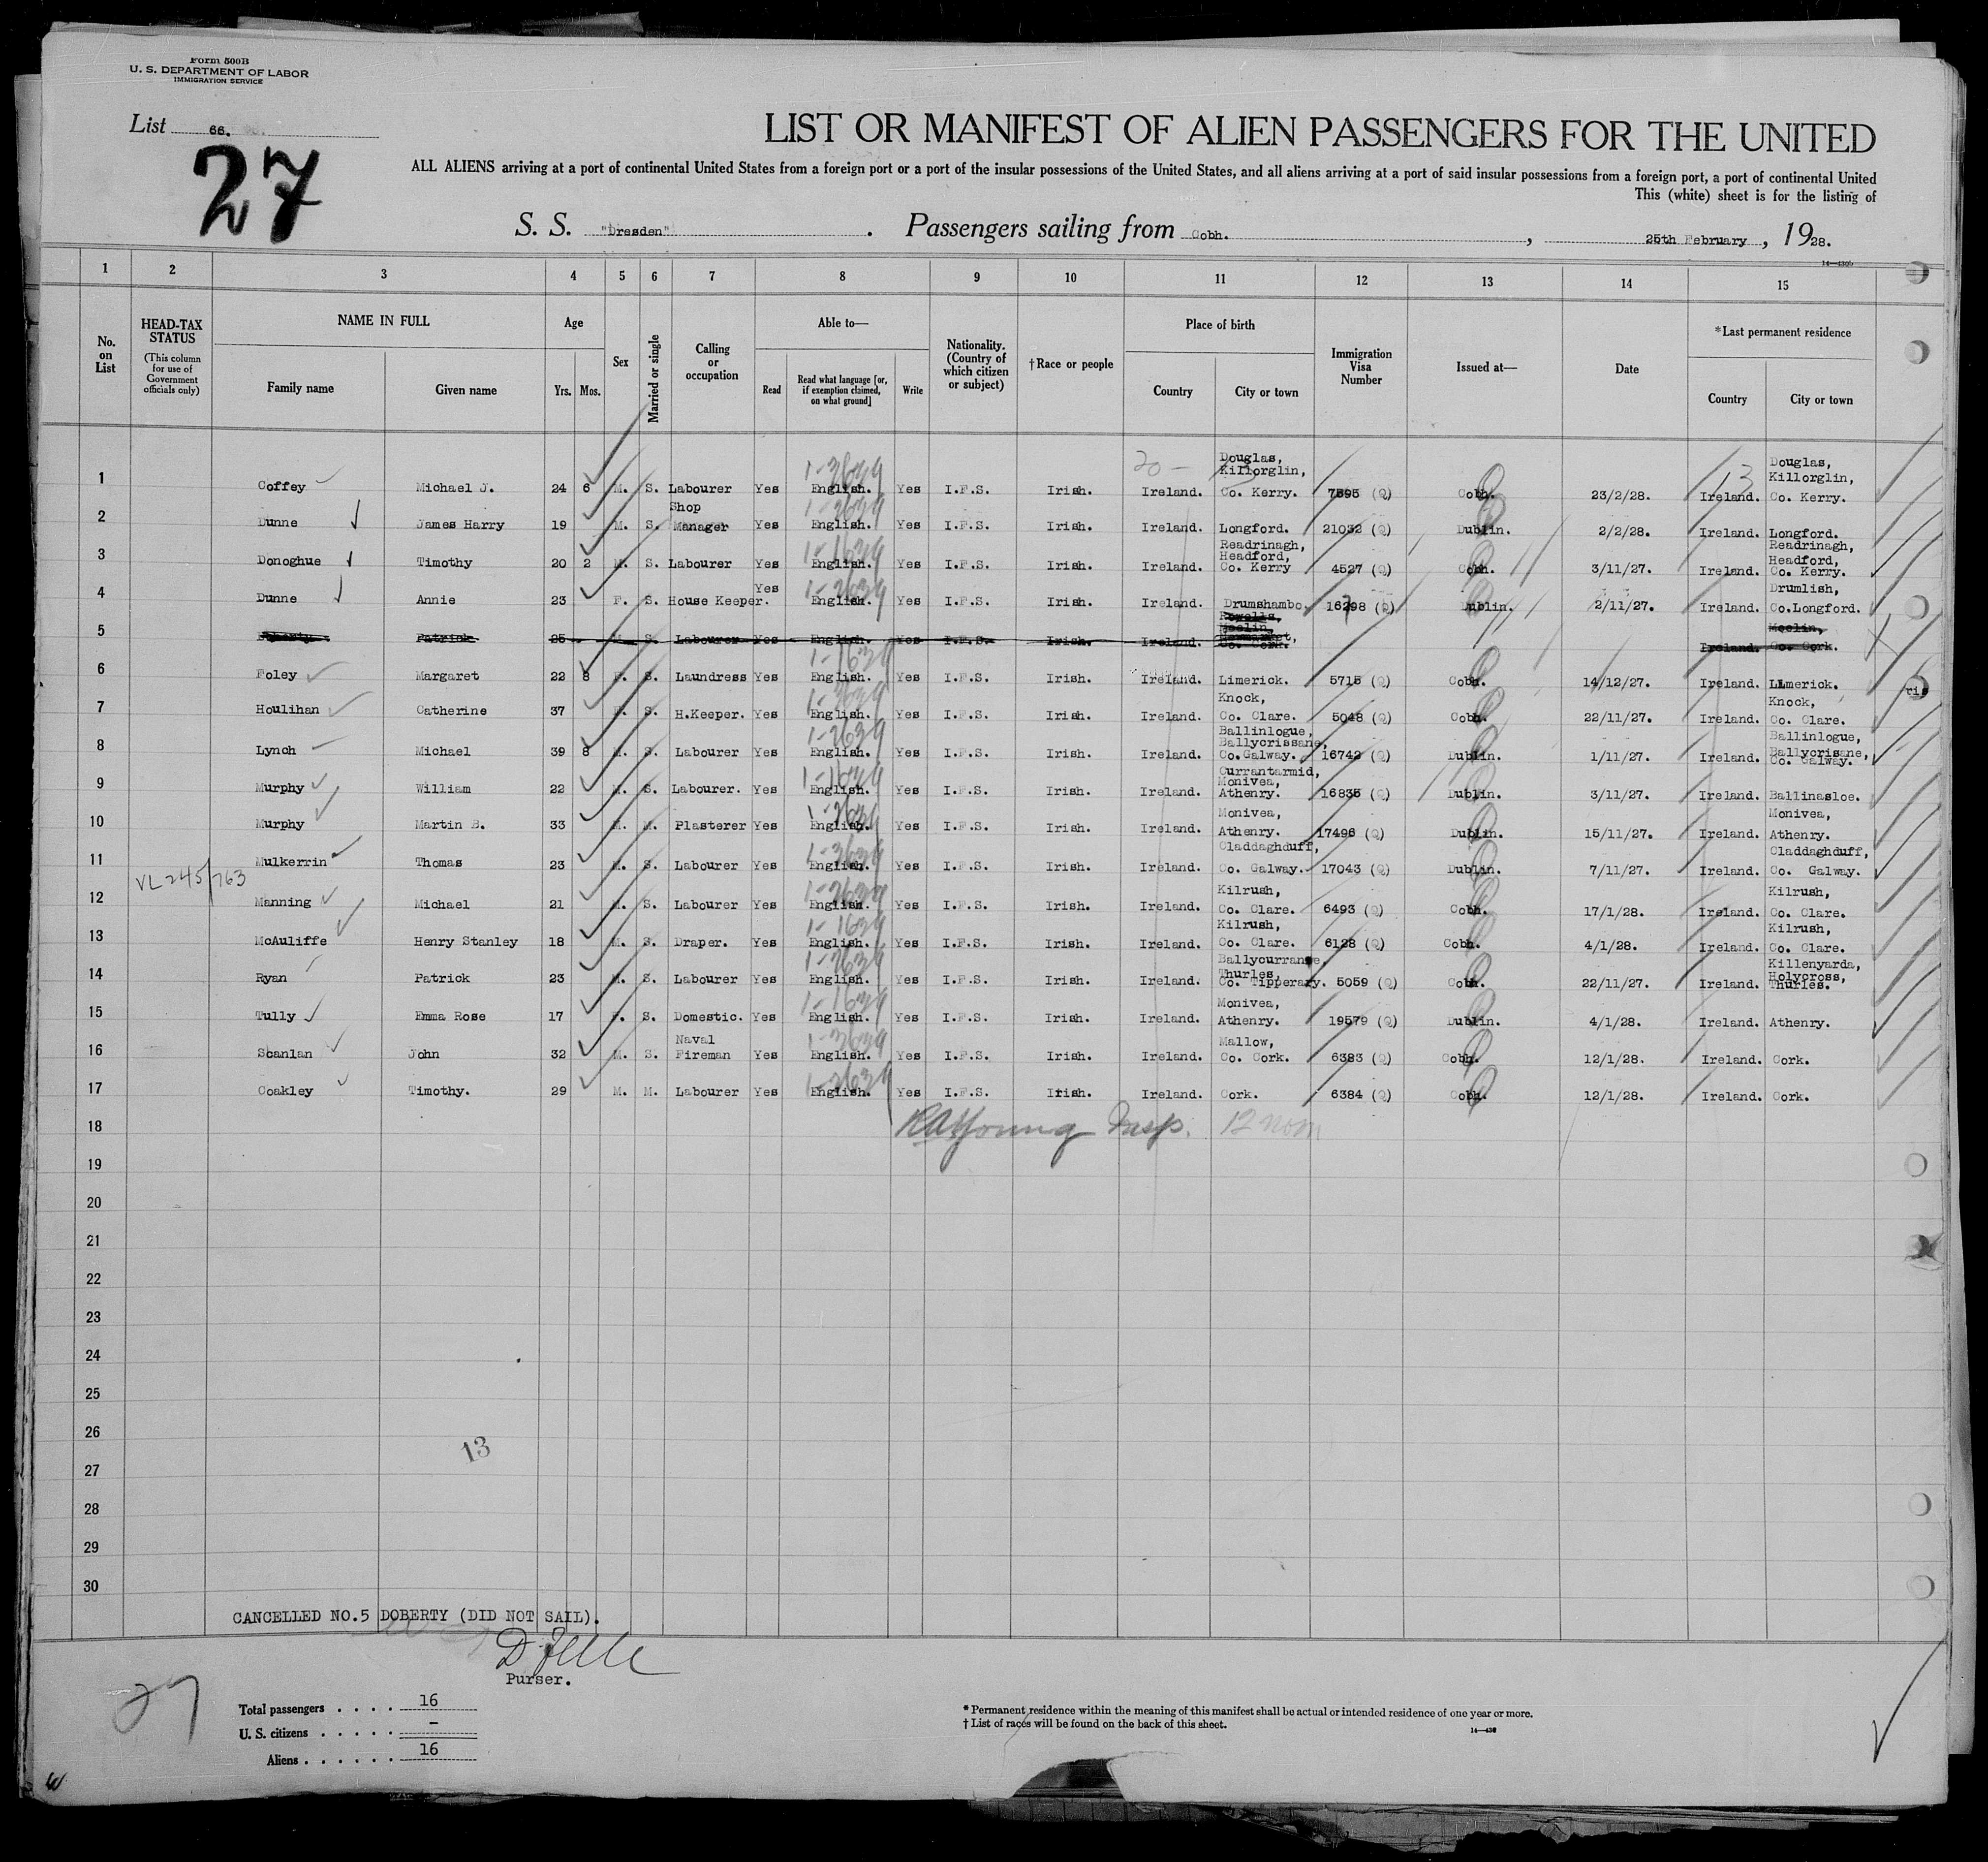 Form 500B
U. S. DEPARTMENT OF LABOR
IMMIGRATION SERVICE
List 66.
27
LIST OR MANIFEST OF ALIEN PASSENGERS FOR THE UNITED
ALL ALIENS arriving at a port of continental United States from a foreign port or a port of the insular possessions of the United States, and all aliens arriving at a port of said insular possessions from a foreign port, a port of continental United
This (white) sheet is for the listing of
S. S. "Dresden". Passengers sailing from Cobh., 25th February, 1928.
1 2 3 4 5 6 7 8 9 10 11 12 13 14 15
No. on List
HEAD-TAX STATUS
(This column for use of Government officials only)
NAME IN FULL
Family name Given name
Age
Yrs. Mos.
Sex
Married or single
Calling or occupation
Able to—
Read Read what language [or, if exemption claimed, on what ground] Write
Nationality. (Country of which citizen or subject)
†Race or people
Place of birth
Country City or town
Immigration Visa Number
Issued at—
Date
*Last permanent residence
Country City or town
1 Coffey Michael J. 24 6 M. S. Labourer Yes English. Yes I.F.S. Irish. Ireland. Douglas, Killorglin, Co. Kerry. 7595 (Q) Cobh. 23/2/28. Ireland. Douglas, Killorglin, Co. Kerry.
2 Dunne James Harry 19 M. S. Shop Manager Yes English. Yes I.F.S. Irish. Ireland. Longford. 21032 (Q) Dublin. 2/2/28. Ireland. Longford.
3 Donoghue Timothy 20 2 M. S. Labourer Yes English. Yes I.F.S. Irish. Ireland. Readrinagh, Headford, Co. Kerry 4527 (Q) Cobh. 3/11/27. Ireland. Readrinagh, Headford, Co. Kerry.
4 Dunne Annie 23 F. S. House Keeper. Yes English. Yes I.F.S. Irish. Ireland. Drumshambo. 16298 (Q) Dublin. 2/11/27. Ireland. Drumlish, Co.Longford.
5 Patrick 25 M. S. Labourer Yes English. Yes I.F.S. Irish. Ireland. Meelin, Co. Cork. Ireland. Meelin, Co. Cork.
6 Foley Margaret 22 8 F. S. Laundress Yes English. Yes I.F.S. Irish. Ireland. Limerick. 5715 (Q) Cobh. 14/12/27. Ireland. Limerick.
7 Houlihan Catherine 37 F. S. H.Keeper. Yes English. Yes I.F.S. Irish. Ireland. Knock, Co. Clare. 5048 (Q) Cobh. 22/11/27. Ireland. Knock, Co. Clare.
8 Lynch Michael 39 8 M. S. Labourer Yes English. Yes I.F.S. Irish. Ireland. Ballinlogue, Ballycrissane, Co.Galway. 16742 (Q) Dublin. 1/11/27. Ireland. Ballinlogue, Ballycrisane, Co. Galway.
9 Murphy William 22 M. S. Labourer. Yes English. Yes I.F.S. Irish. Ireland. Currantarmid, Monivea, Athenry. 16835 (Q) Dublin. 3/11/27. Ireland. Ballinasloe.
10 Murphy Martin B. 33 M. M. Plasterer Yes English. Yes I.F.S. Irish. Ireland. Monivea, Athenry. 17496 (Q) Dublin. 15/11/27. Ireland. Monivea, Athenry.
11 Mulkerrin Thomas 23 M. S. Labourer Yes English. Yes I.F.S. Irish. Ireland. Claddaghduff, Co. Galway. 17043 (Q) Dublin. 7/11/27. Ireland. Claddaghduff, Co. Galway.
VL 245/763
12 Manning Michael 21 M. S. Labourer Yes English. Yes I.F.S. Irish. Ireland. Kilrush, Co. Clare. 6493 (Q) Cobh. 17/1/28. Ireland. Kilrush, Co. Clare.
13 McAuliffe Henry Stanley 18 M. S. Draper. Yes English. Yes I.F.S. Irish. Ireland. Kilrush, Co. Clare. 6128 (Q) Cobh. 4/1/28. Ireland. Kilrush, Co. Clare.
14 Ryan Patrick 23 M. S. Labourer Yes English. Yes I.F.S. Irish. Ireland. Ballycurrane, Thurles, Co. Tipperary. 5059 (Q) Cobh. 22/11/27. Ireland. Killenyarda, Holycross, Thurles.
15 Tully Emma Rose 17 F. S. Domestic. Yes English. Yes I.F.S. Irish. Ireland. Monivea, Athenry. 19579 (Q) Dublin. 4/1/28. Ireland. Athenry.
16 Scanlan John 32 M. S. Naval Fireman Yes English. Yes I.F.S. Irish. Ireland. Mallow, Co. Cork. 6383 (Q) Cobh. 12/1/28. Ireland. Cork.
17 Coakley Timothy. 29 M. M. Labourer Yes English. Yes I.F.S. Irish. Ireland. Cork. 6384 (Q) Cobh. 12/1/28. Ireland. Cork.
18 RAYoung Insp.
19
20
21
22
23
24
25
26
13
27
28
29
30
CANCELLED NO.5 DOBERTY (DID NOT SAIL).
Purser.
27
Total passengers . . . . 16
U. S. citizens . . . . . —
Aliens . . . . . . 16
* Permanent residence within the meaning of this manifest shall be actual or intended residence of one year or more.
† List of races will be found on the back of this sheet.